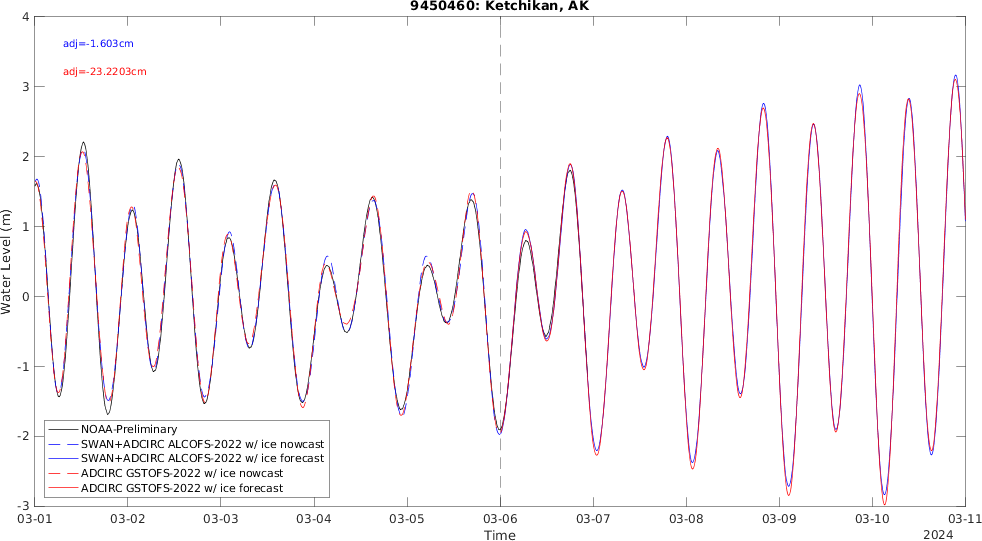 9450460: Ketchikan, AK
adj=-1.603cm
adj=-23.2203cm
Water Level (m)
4
3
2
1
0
-1
-2
-3
NOAA-Preliminary
SWAN+ADCIRC ALCOFS-2022 w/ ice nowcast
SWAN+ADCIRC ALCOFS-2022 w/ ice forecast
ADCIRC GSTOFS-2022 w/ ice nowcast
ADCIRC GSTOFS-2022 w/ ice forecast
03-01 03-02 03-03 03-04 03-05 03-06 03-07 03-08 03-09 03-10 03-11
Time
2024